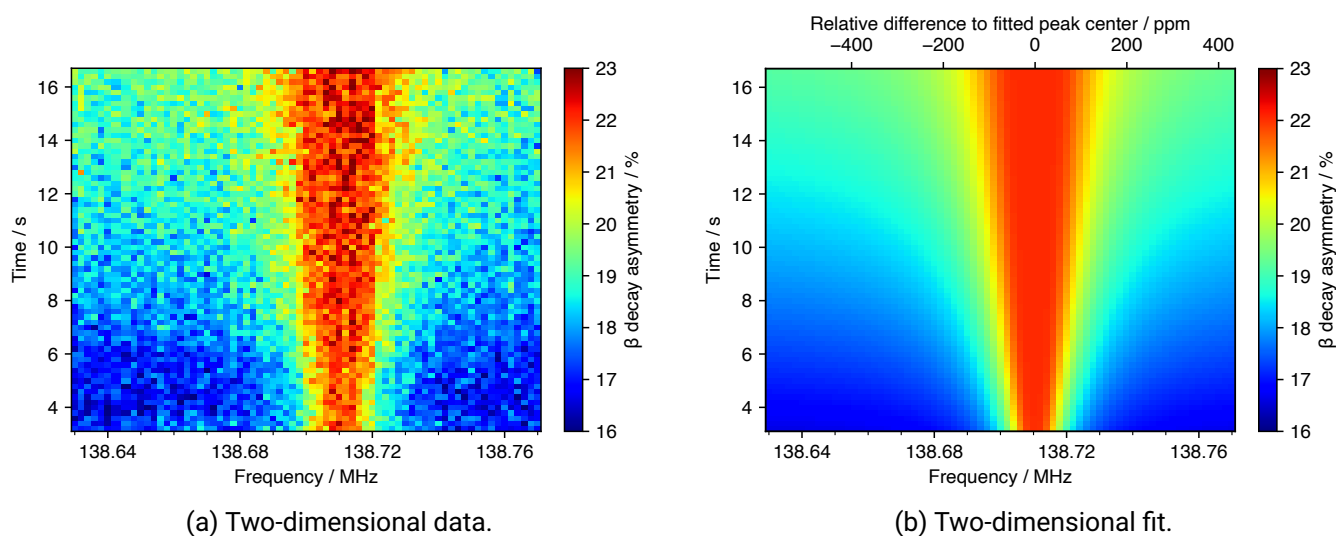 23
22
21
20
19
18
17
16
β decay asymmetry / %
16
14
12
10
8
6
4
Time / s
138.64 138.68 138.72 138.76
Frequency / MHz
(a) Two-dimensional data.
Relative difference to fitted peak center / ppm
−400 −200 0 200 400
23
22
21
20
19
18
17
16
β decay asymmetry / %
16
14
12
10
8
6
4
Time / s
138.64 138.68 138.72 138.76
Frequency / MHz
(b) Two-dimensional fit.